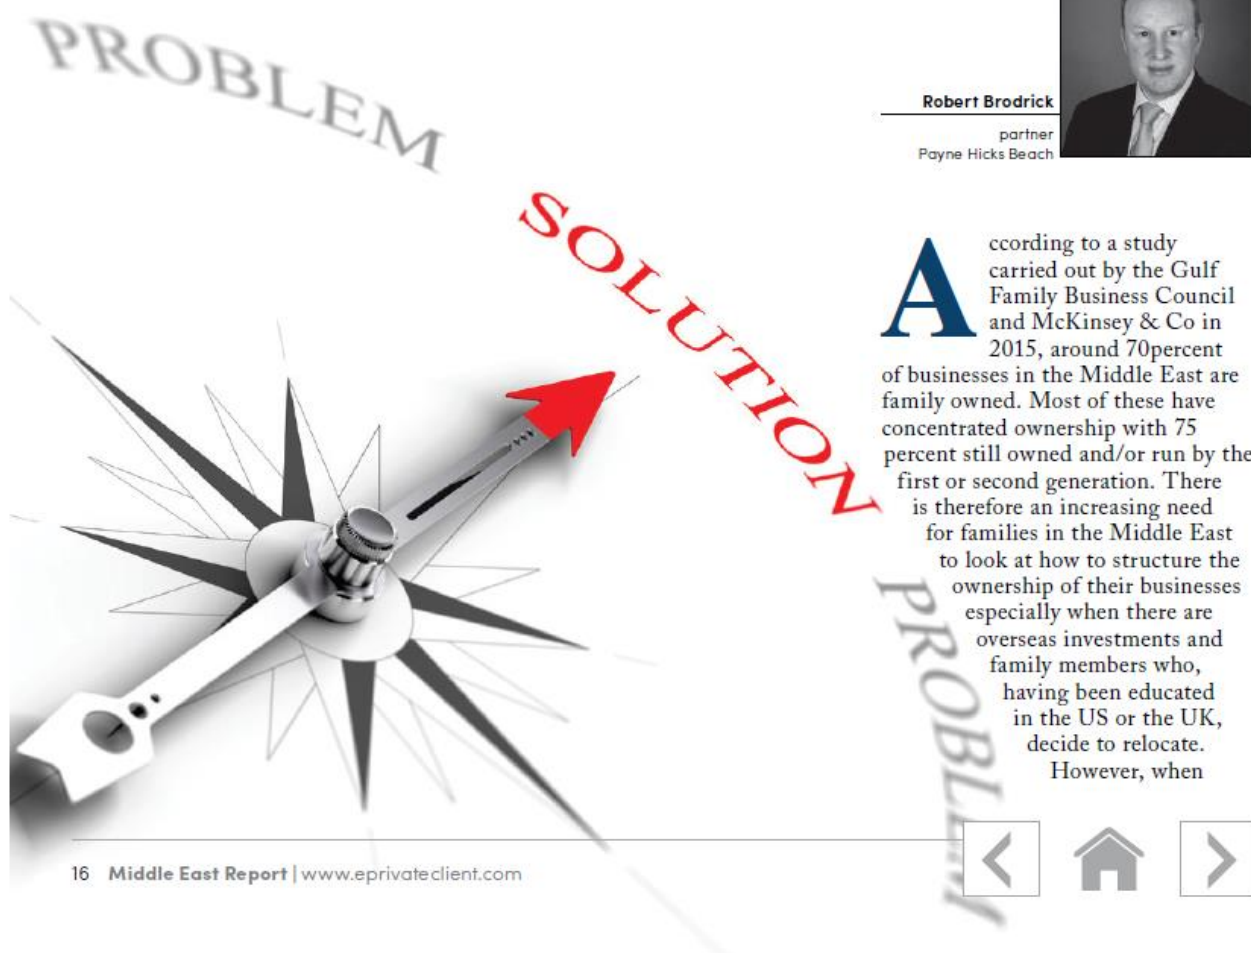 PROBLEM
SOLUTION
PROBLEM
Robert Brodrick
partner
Payne Hicks Beach
According to a study
carried out by the Gulf
Family Business Council
and McKinsey & Co in
2015, around 70percent
of businesses in the Middle East are
family owned. Most of these have
concentrated ownership with 75
percent still owned and/or run by the
first or second generation. There
is therefore an increasing need
for families in the Middle East
to look at how to structure the
ownership of their businesses
especially when there are
overseas investments and
family members who,
having been educated
in the US or the UK,
decide to relocate.
However, when
16 Middle East Report | www.eprivateclient.com